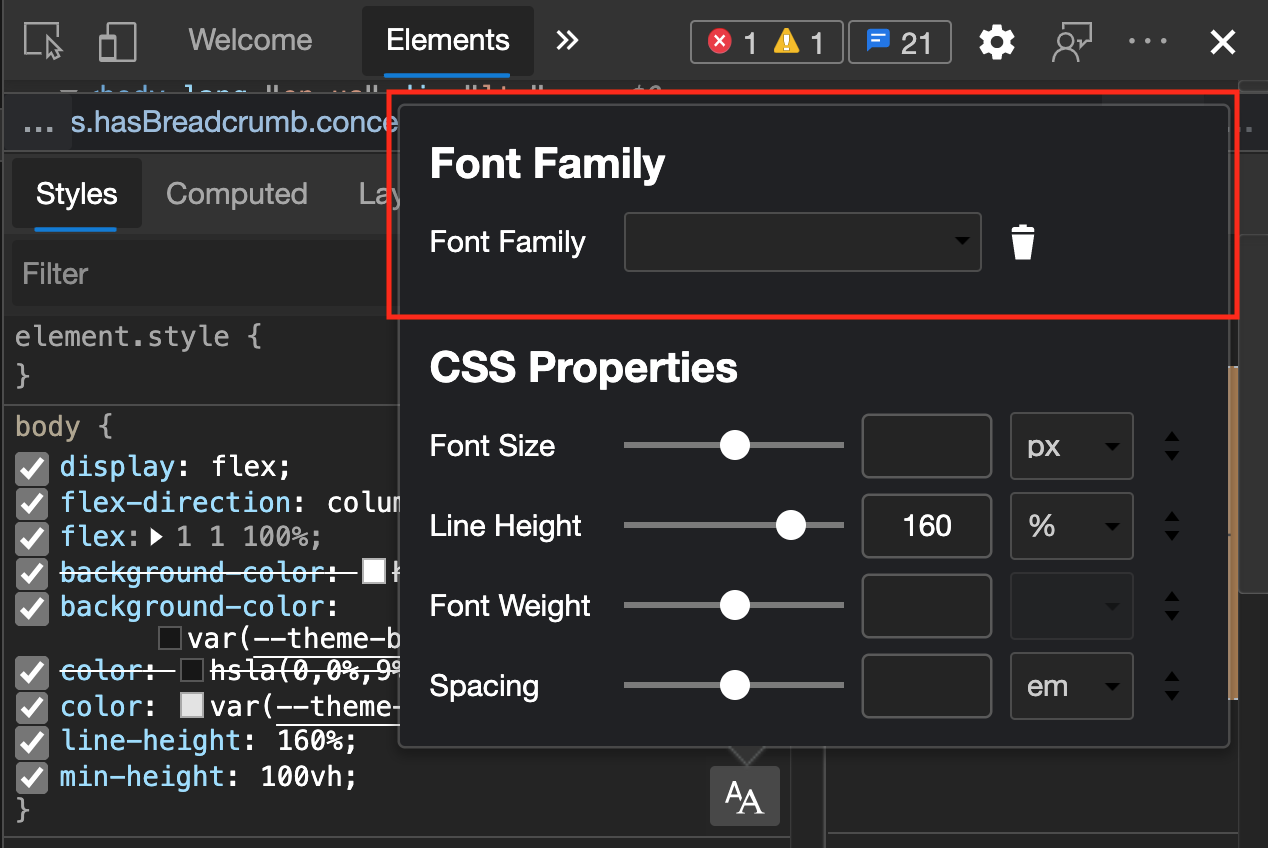 Welcome
Elements
1
1
21
... s.hasBreadcrumb.conce
Styles
Computed
Lay
Filter
element.style {
}
body {
display: flex;
flex-direction: colum
flex: 1 1 100%;
background-color: h
background-color:
var(--theme-b
color: hsla(0,0%,9%
color: var(--theme-
line-height: 160%;
min-height: 100vh;
}
Font Family
Font Family
CSS Properties
Font Size
px
Line Height
160
%
Font Weight
Spacing
em
AA